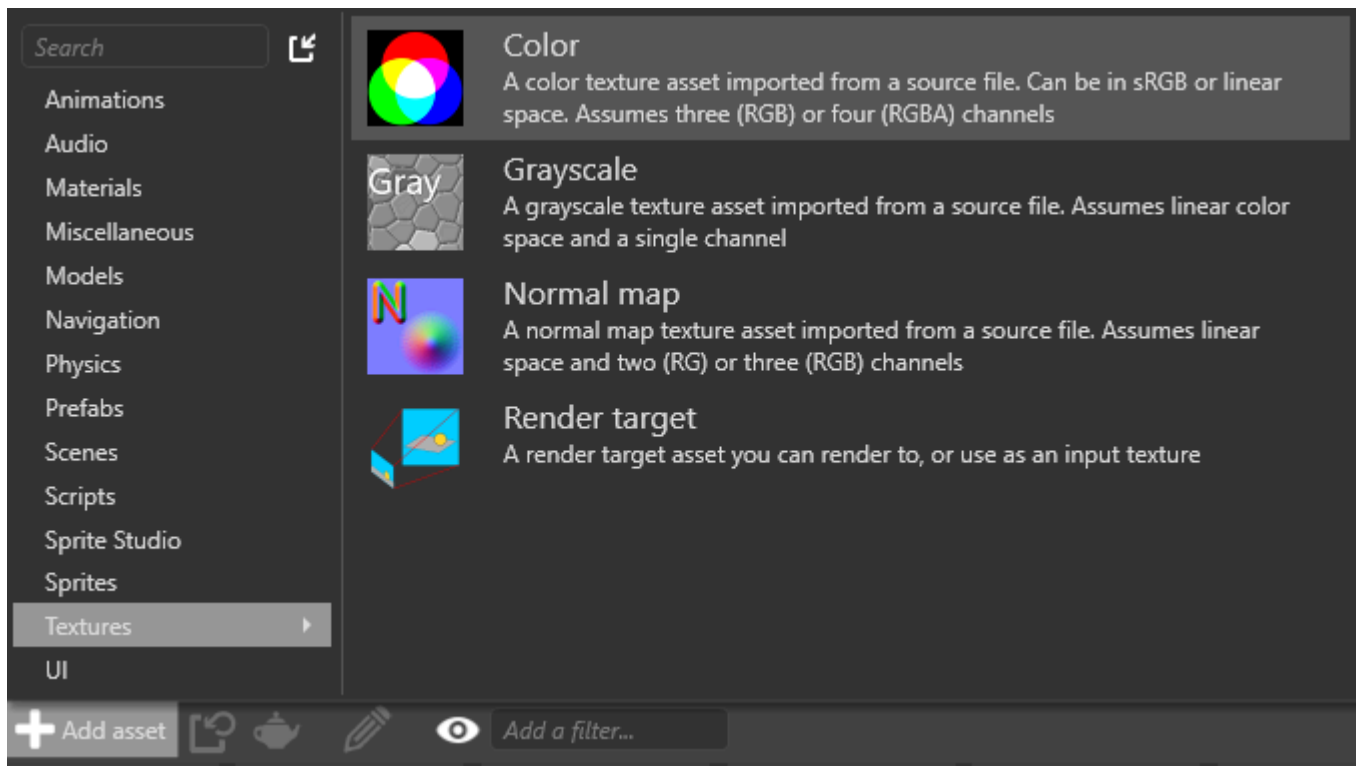 Search
Animations
Audio
Materials
Miscellaneous
Models
Navigation
Physics
Prefabs
Scenes
Scripts
Sprite Studio
Sprites
Textures
UI
Color
A color texture asset imported from a source file. Can be in sRGB or linear
space. Assumes three (RGB) or four (RGBA) channels
Gray
Grayscale
A grayscale texture asset imported from a source file. Assumes linear color
space and a single channel
N
Normal map
A normal map texture asset imported from a source file. Assumes linear
space and two (RG) or three (RGB) channels
Render target
A render target asset you can render to, or use as an input texture
Add asset
Add a filter...